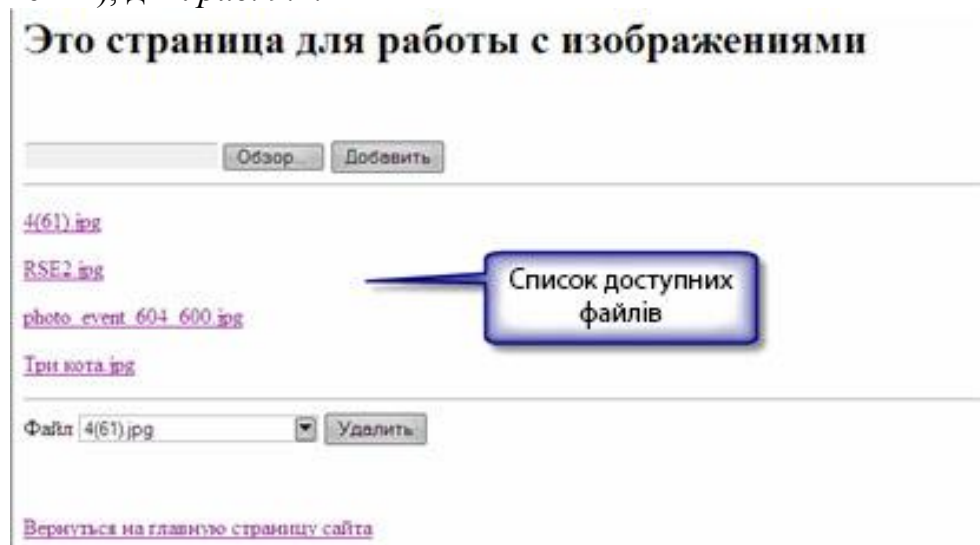 Это страница для работы с изображениями
Обзор... Добавить
4(61).jpg
RSE2.jpg
Список доступних
файлів
photo_event_604_600.jpg
Три кота.jpg
Файл 4(61).jpg Удалить
Вернуться на главную страницу сайта